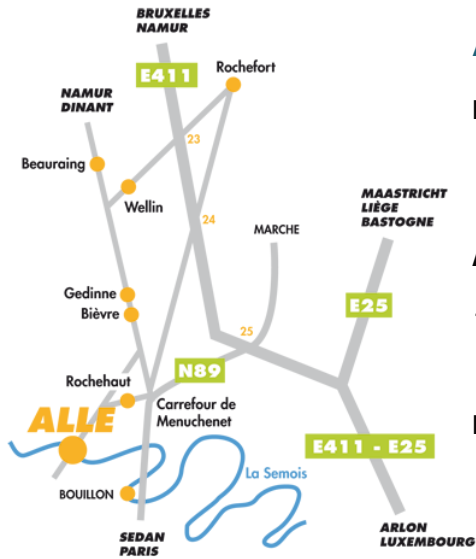 BRUXELLES
NAMUR
E411
Rochefort
NAMUR
DINANT
23
Beauraing
Wellin
MAASTRICHT
LIÈGE
BASTOGNE
24
MARCHE
Gedinne
E25
Bièvre
25
N89
Rochehaut
Carrefour de
Menuchenet
ALLE
E411 - E25
La Semois
BOUILLON
SEDAN
PARIS
ARLON
LUXEMBOURG